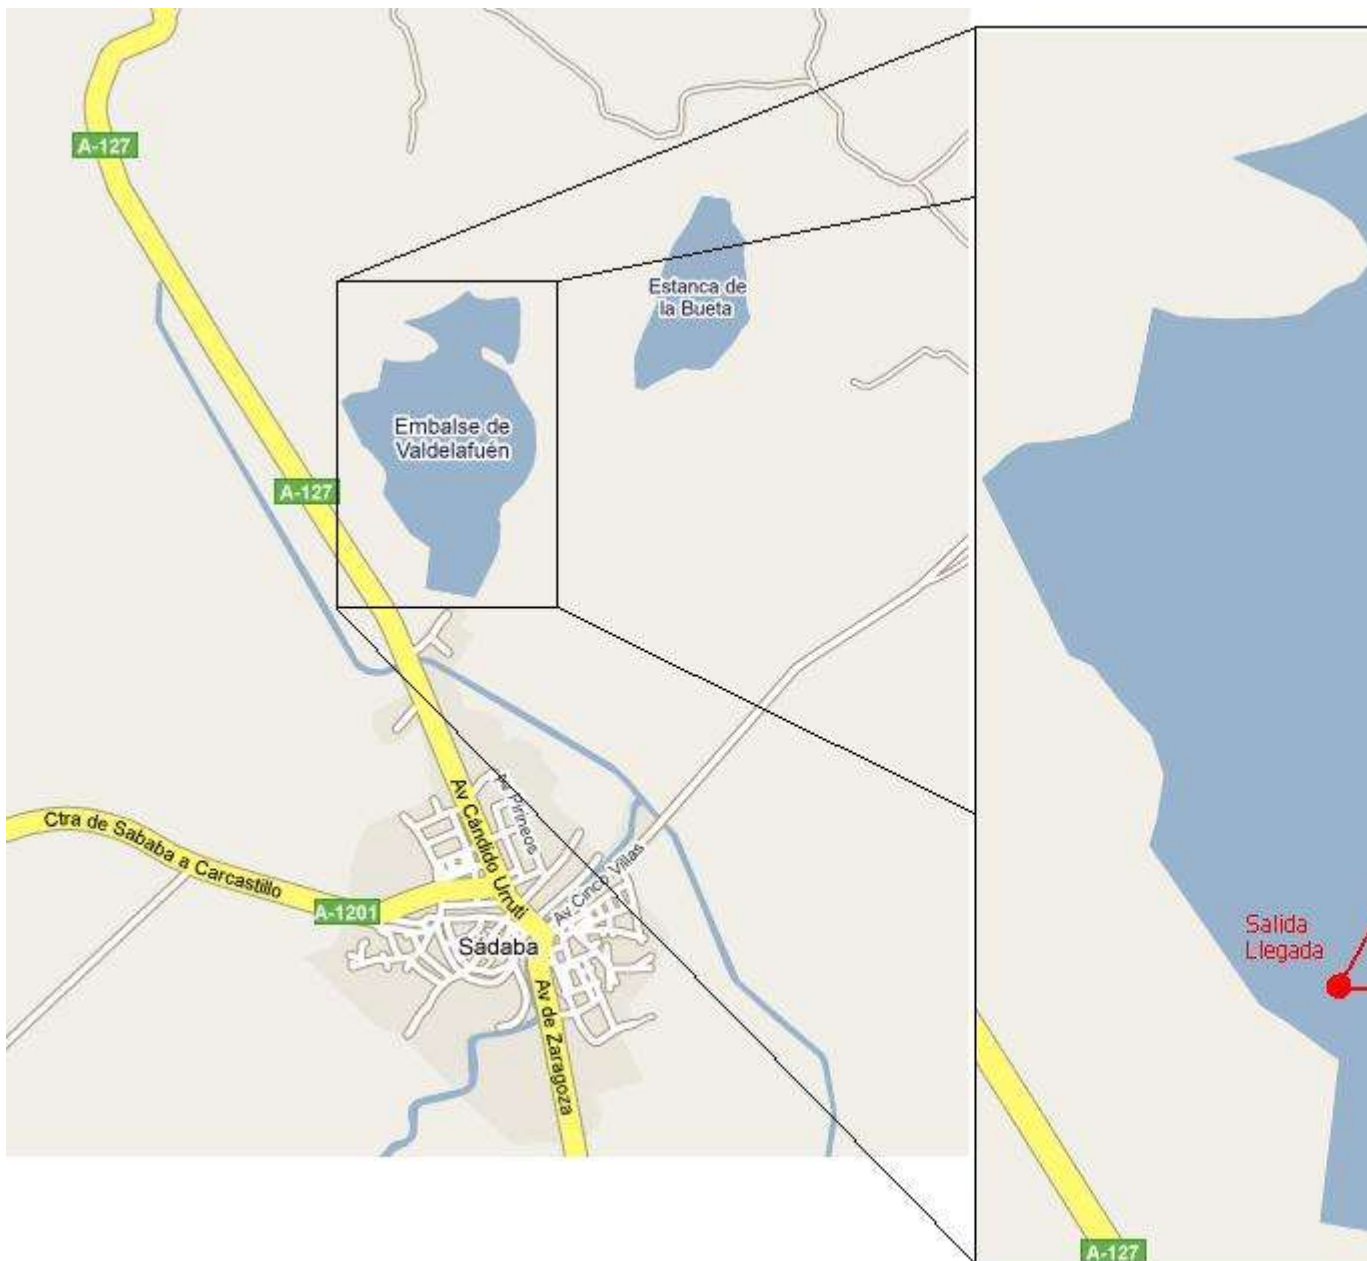 A-127
Estanca de
la Bueta
Embalse de
Valdelafuén
A-127
Av Pirineos
Av Cándido Urruti
Ctra de Sababa a Carcastillo
Av Cinco Villas
A-1201
Sádaba
Av de Zaragoza
Salida
Llegada
A-127